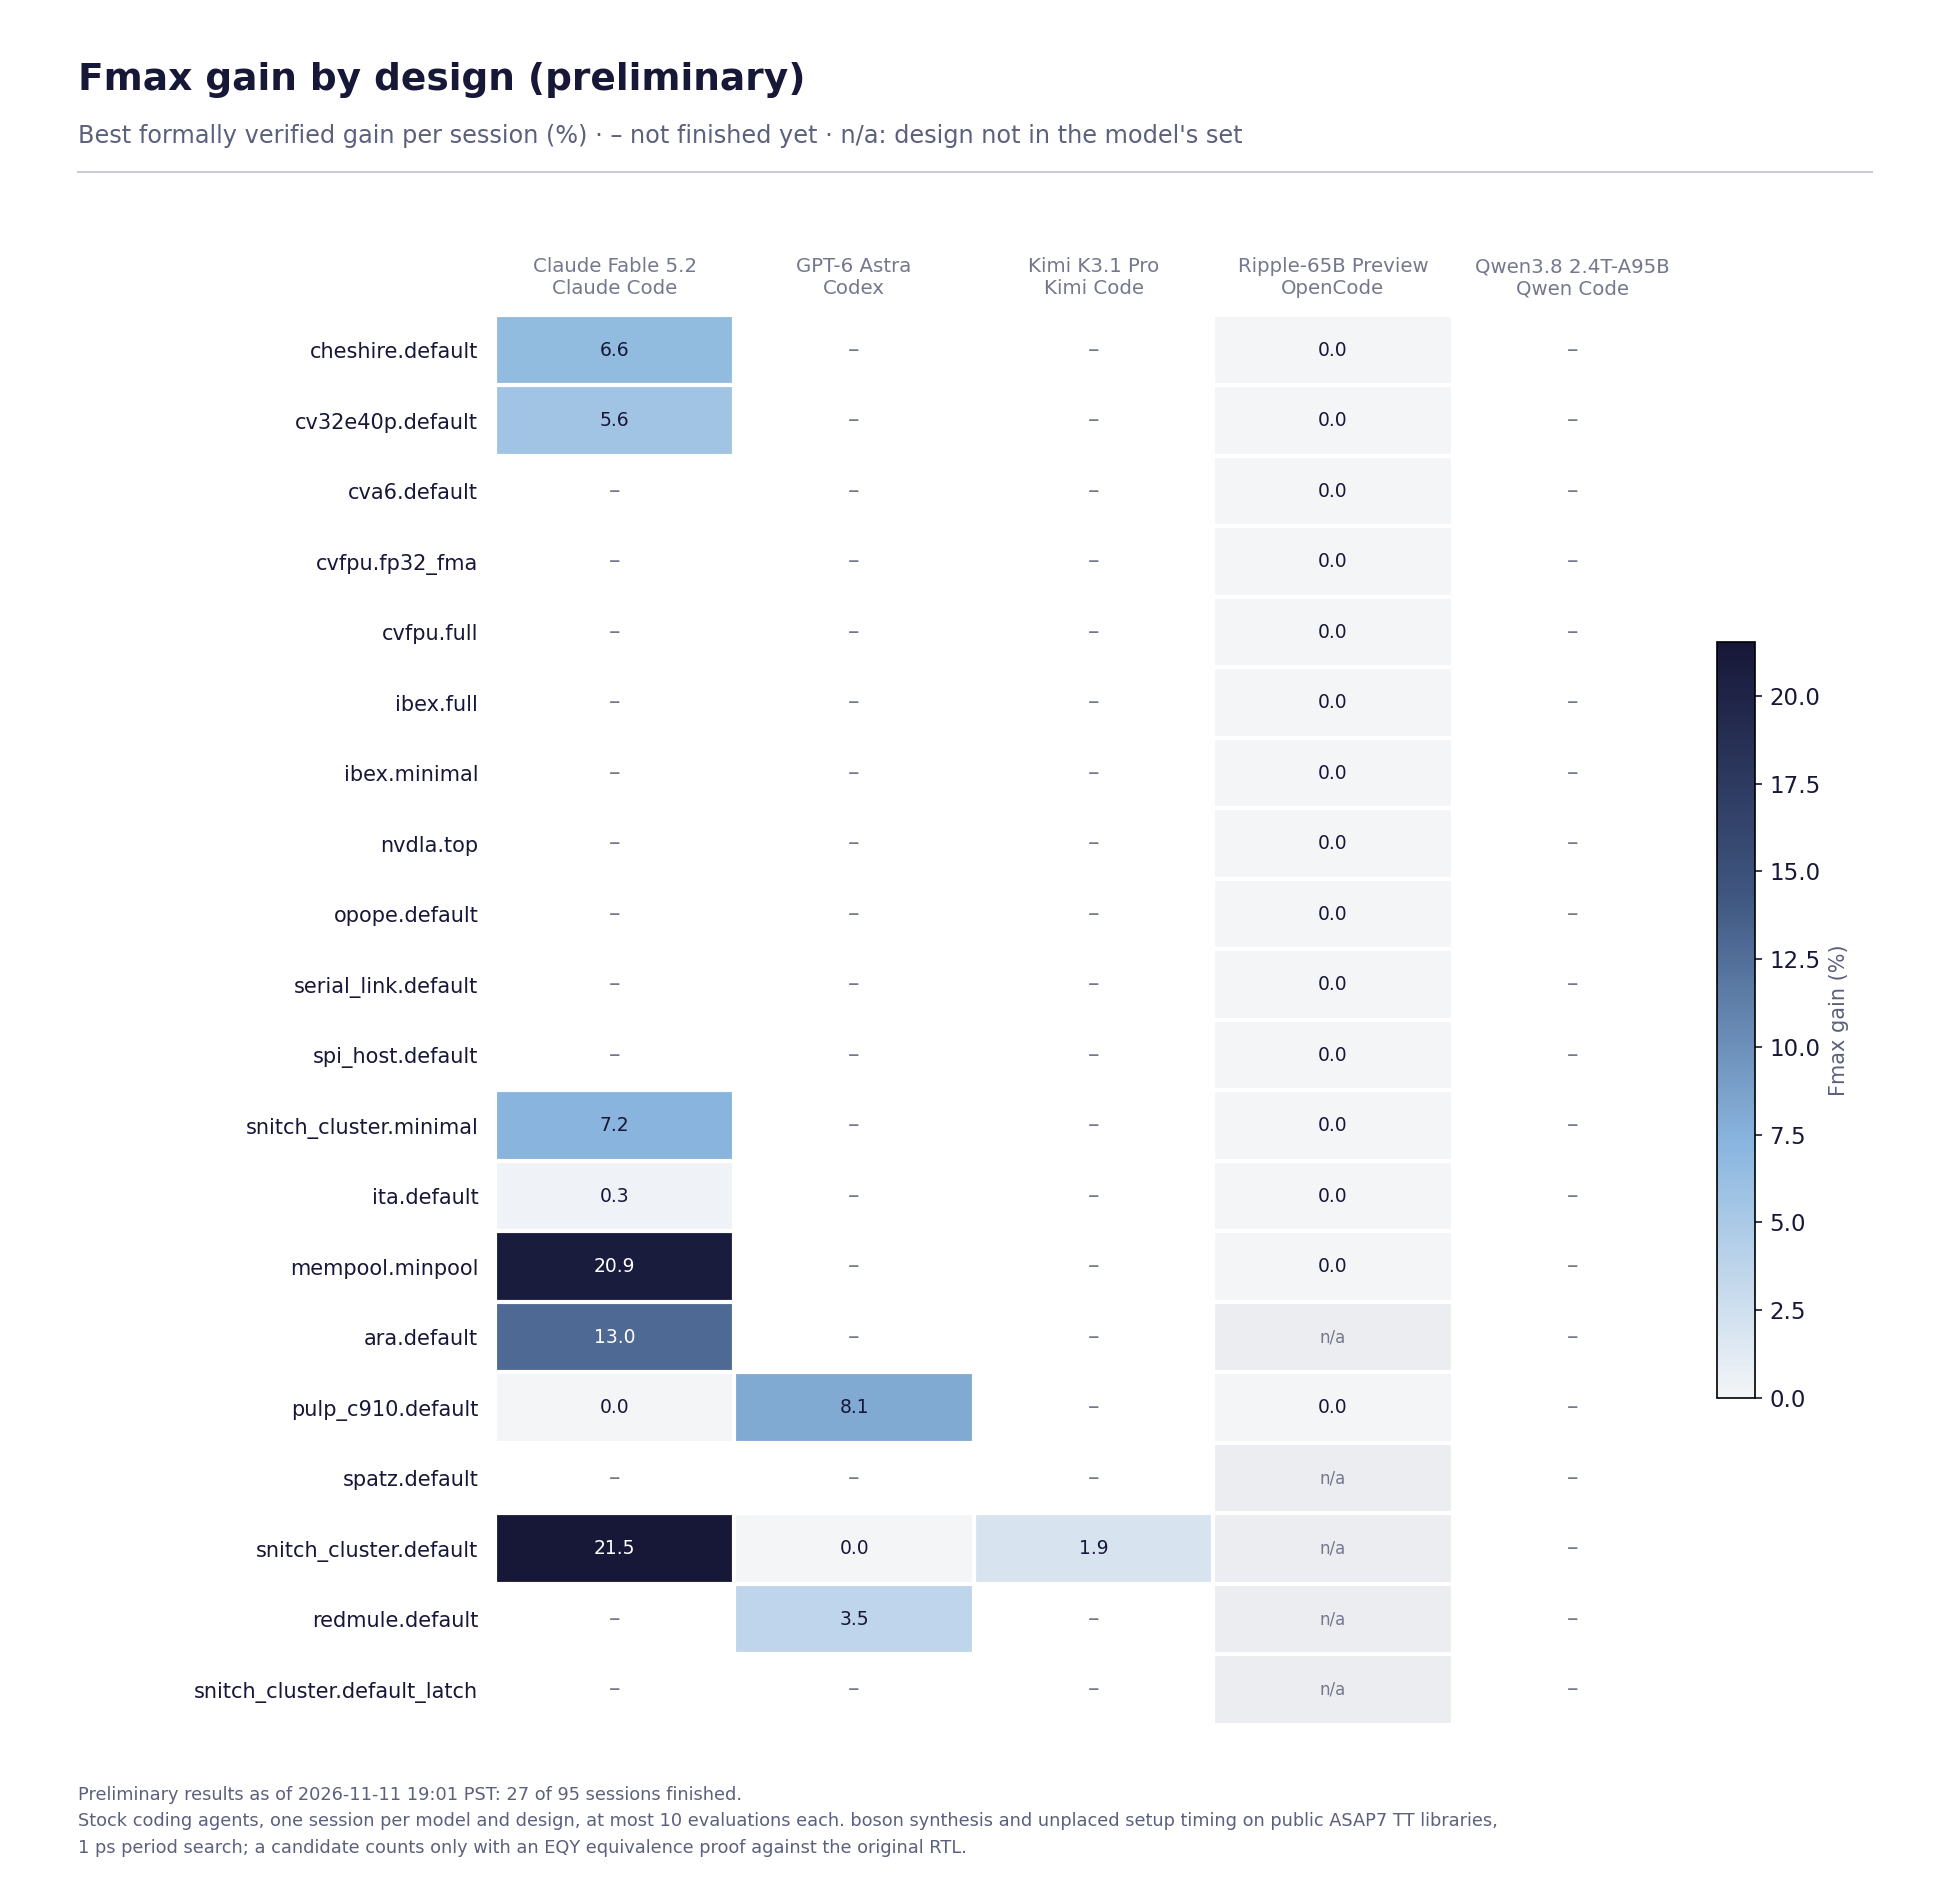 Fmax gain by design (preliminary)
Best formally verified gain per session (%) · – not finished yet · n/a: design not in the model's set
Claude Fable 5.2 GPT-6 Astra Kimi K3.1 Pro Ripple-65B Preview Qwen3.8 2.4T-A95B
Claude Code Codex Kimi Code OpenCode Qwen Code
cheshire.default 6.6 – – 0.0 –
cv32e40p.default 5.6 – – 0.0 –
cva6.default – – – 0.0 –
cvfpu.fp32_fma – – – 0.0 –
cvfpu.full – – – 0.0 –
ibex.full – – – 0.0 –
ibex.minimal – – – 0.0 –
nvdla.top – – – 0.0 –
opope.default – – – 0.0 –
serial_link.default – – – 0.0 –
spi_host.default – – – 0.0 –
snitch_cluster.minimal 7.2 – – 0.0 –
ita.default 0.3 – – 0.0 –
mempool.minpool 20.9 – – 0.0 –
ara.default 13.0 – – n/a –
pulp_c910.default 0.0 8.1 – 0.0 –
spatz.default – – – n/a –
snitch_cluster.default 21.5 0.0 1.9 n/a –
redmule.default – 3.5 – n/a –
snitch_cluster.default_latch – – – n/a –
20.0
17.5
15.0
12.5
10.0
7.5
5.0
2.5
0.0
Fmax gain (%)
Preliminary results as of 2026-11-11 19:01 PST: 27 of 95 sessions finished.
Stock coding agents, one session per model and design, at most 10 evaluations each. boson synthesis and unplaced setup timing on public ASAP7 TT libraries,
1 ps period search; a candidate counts only with an EQY equivalence proof against the original RTL.